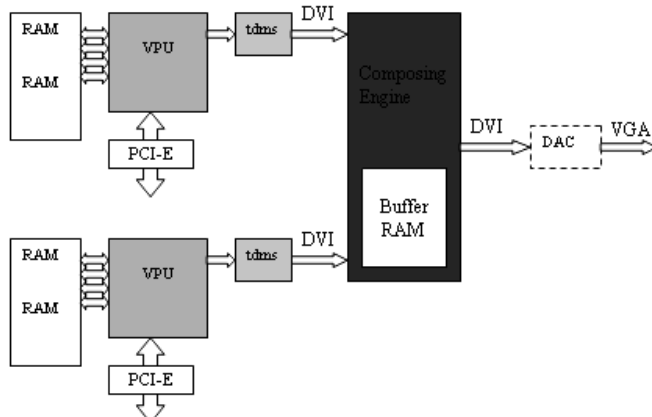 DVI
RAM
RAM
VPU
tdms
Composing
Engine
PCI-E
DVI
DAC
VGA
Buffer
RAM
DVI
RAM
RAM
VPU
tdms
PCI-E